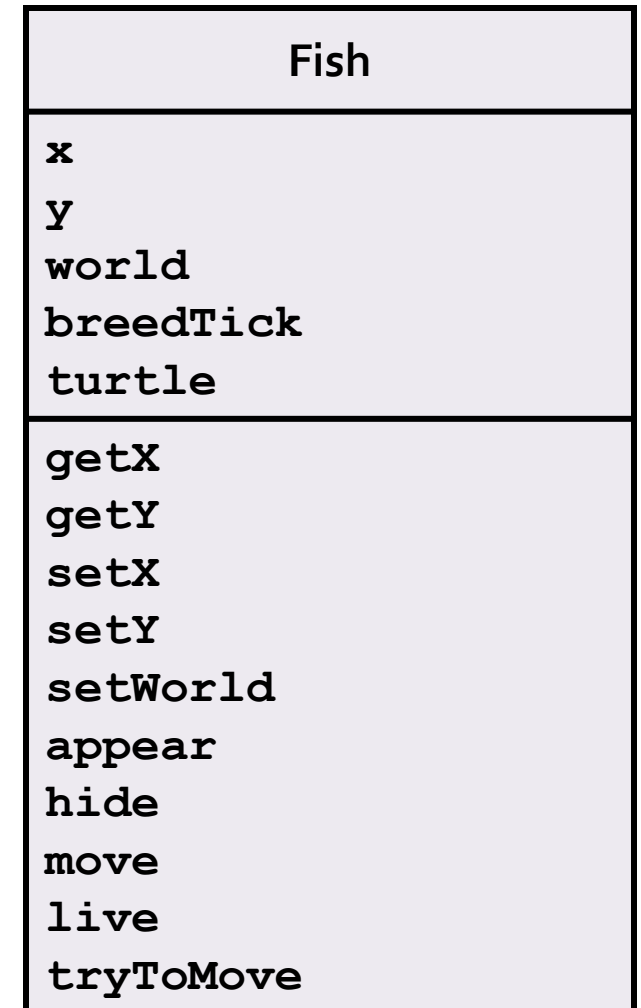 Fish
x
y
world
breedTick
turtle
getX
getY
setX
setY
setWorld
appear
hide
move
live
tryToMove